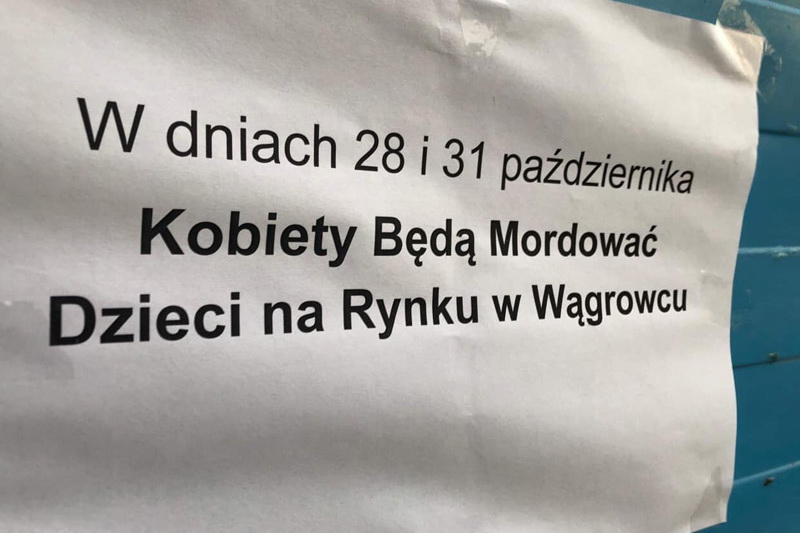 W dniach 28 i 31 października
Kobiety Będą Mordować
Dzieci na Rynku w Wągrowcu